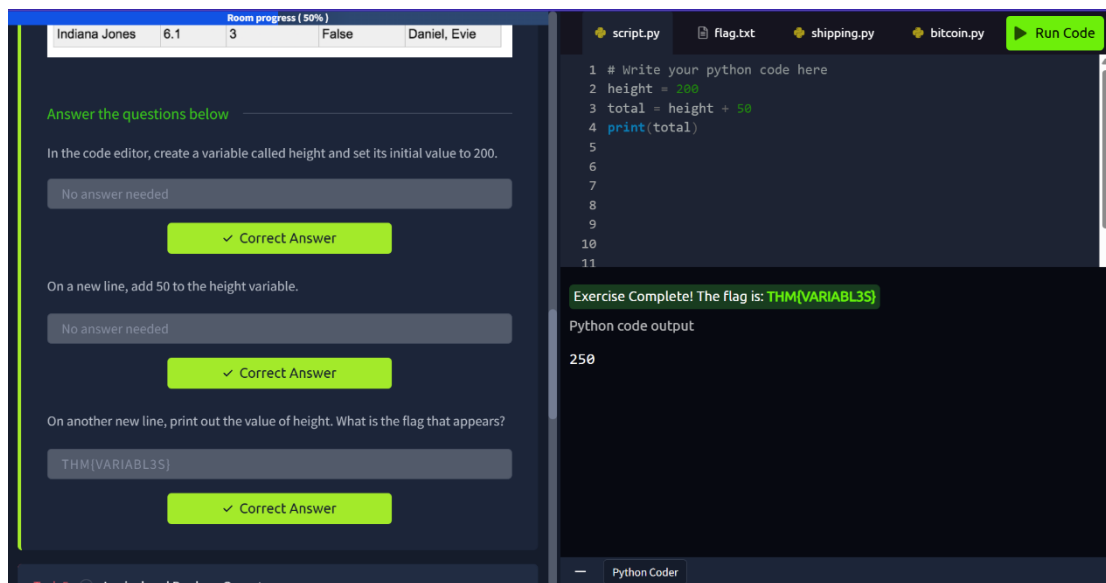 Room progress ( 50% )
Indiana Jones 6.1 3 False Daniel, Evie
Answer the questions below
In the code editor, create a variable called height and set its initial value to 200.
No answer needed
✓ Correct Answer
On a new line, add 50 to the height variable.
No answer needed
✓ Correct Answer
On another new line, print out the value of height. What is the flag that appears?
THM{VARIABL3S}
✓ Correct Answer
script.py flag.txt shipping.py bitcoin.py Run Code
1 # Write your python code here
2 height = 200
3 total = height + 50
4 print(total)
5
6
7
8
9
10
11
Exercise Complete! The flag is: THM{VARIABL3S}
Python code output
250
Python Coder